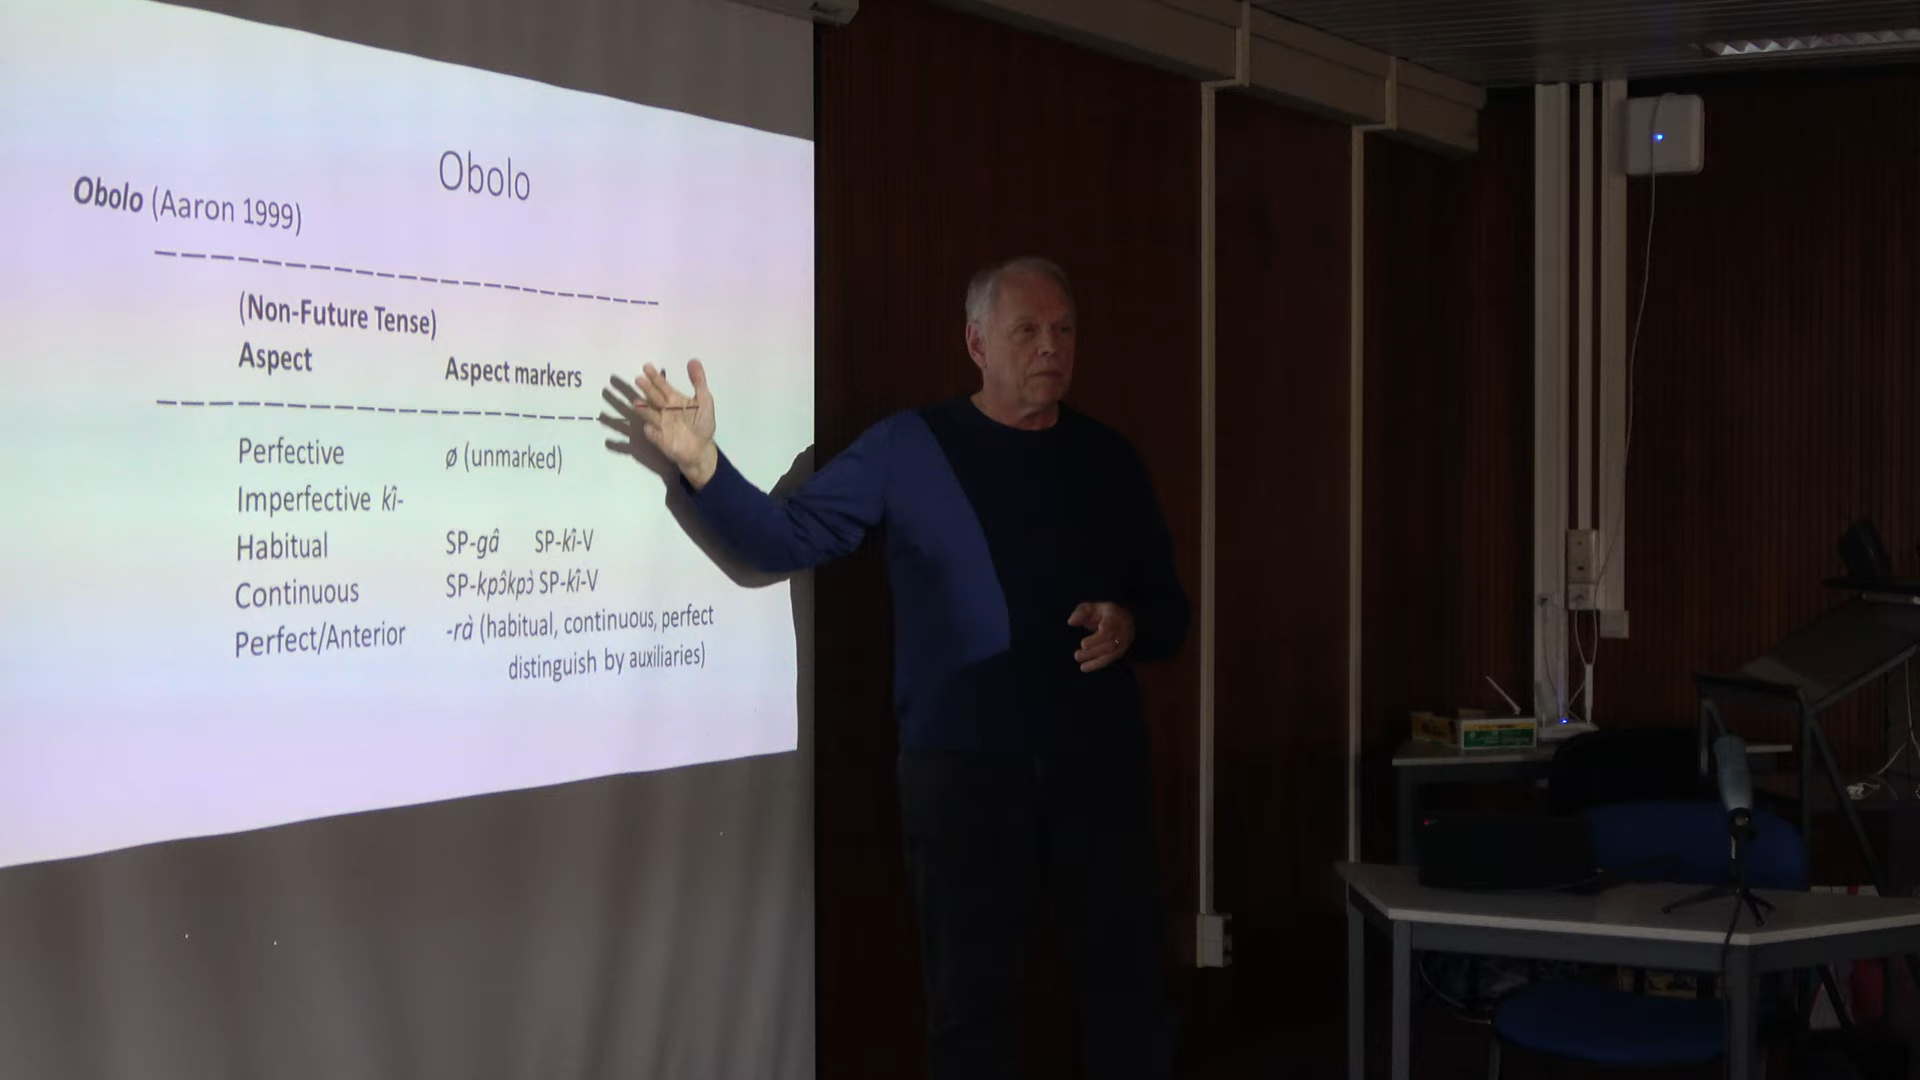 Obolo
Obolo (Aaron 1999)
(Non-Future Tense)
Aspect Aspect markers
Perfective ø (unmarked)
Imperfective kî-
Habitual SP-gâ SP-kî-V
Continuous SP-kpɔ̂kpɔ̀ SP-kî-V
Perfect/Anterior -rà (habitual, continuous, perfect
distinguish by auxiliaries)